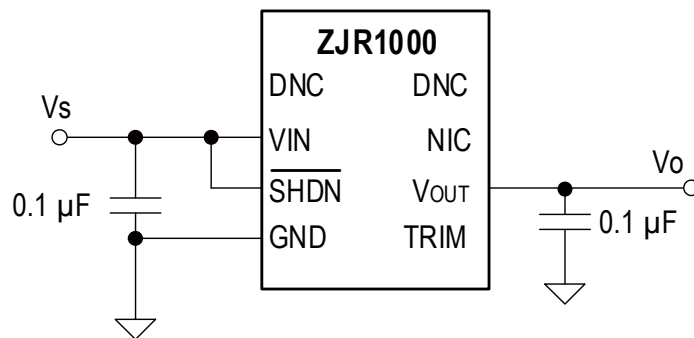 ZJR1000
DNC DNC
Vs
VIN NIC
Vo
SHDN VOUT
0.1 µF
0.1 µF
GND TRIM